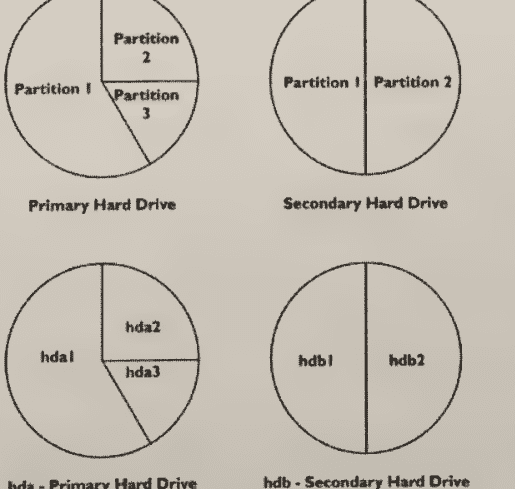 Partition 1
Partition
2
Partition
3
Partition 1
Partition 2
Primary Hard Drive
Secondary Hard Drive
hda1
hda2
hda3
hdb1
hdb2
hda - Primary Hard Drive
hdb - Secondary Hard Drive